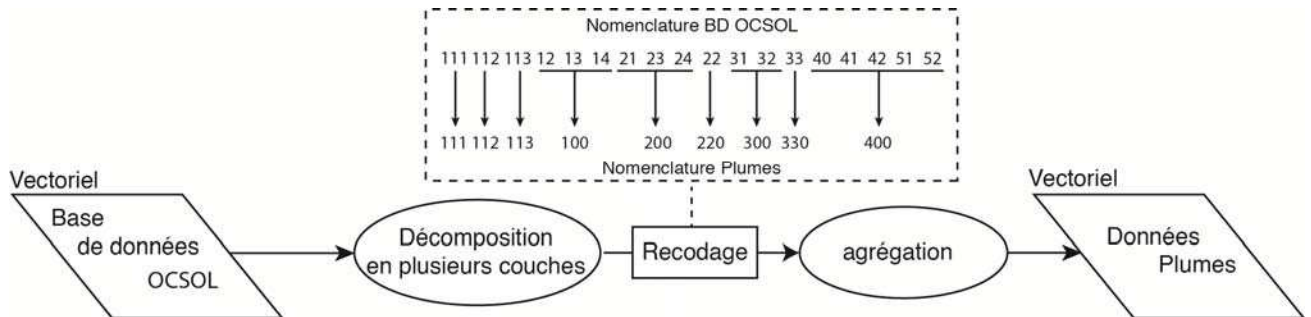 Nomenclature BD OCSOL
111 112 113 12 13 14 21 23 24 22 31 32 33 40 41 42 51 52
111 112 113 100 200 220 300 330 400
Nomenclature Plumes
Vectoriel
Base
de données
OCSOL
Décomposition
en plusieurs couches
Recodage
agrégation
Vectoriel
Données
Plumes